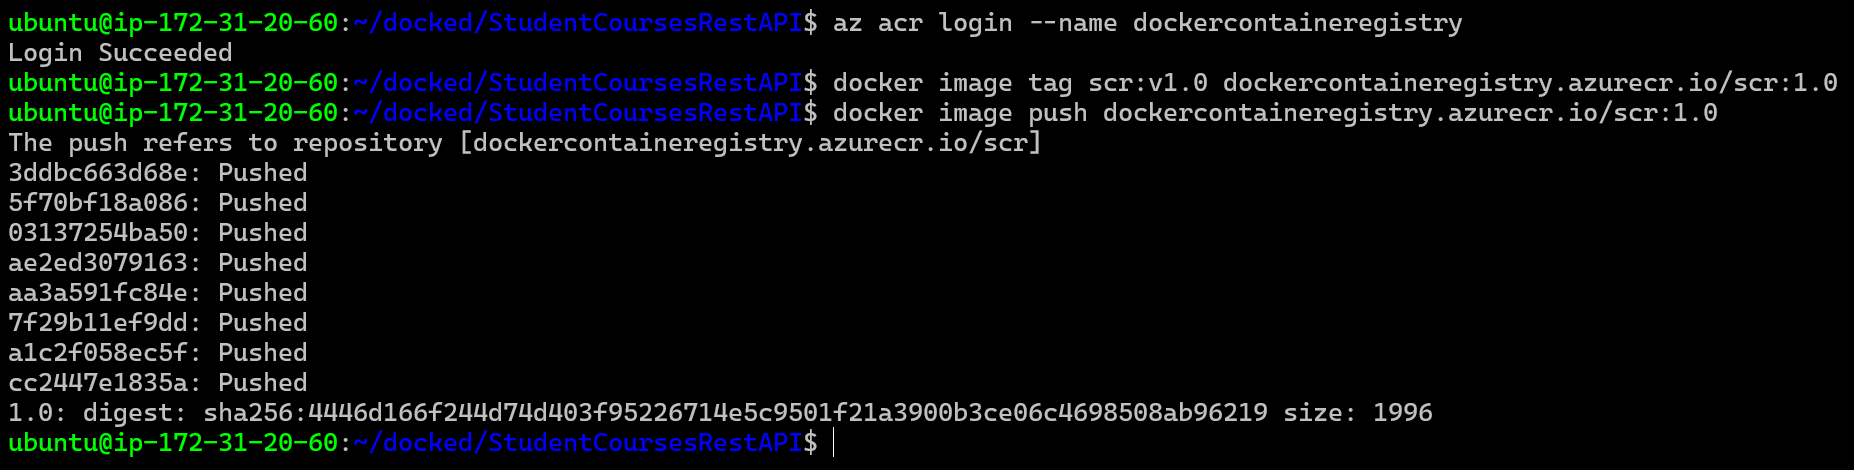 ubuntu@ip-172-31-20-60:~/docked/StudentCoursesRestAPI$ az acr login --name dockercontaineregistry
Login Succeeded
ubuntu@ip-172-31-20-60:~/docked/StudentCoursesRestAPI$ docker image tag scr:v1.0 dockercontaineregistry.azurecr.io/scr:1.0
ubuntu@ip-172-31-20-60:~/docked/StudentCoursesRestAPI$ docker image push dockercontaineregistry.azurecr.io/scr:1.0
The push refers to repository [dockercontaineregistry.azurecr.io/scr]
3ddbc663d68e: Pushed
5f70bf18a086: Pushed
03137254ba50: Pushed
ae2ed3079163: Pushed
aa3a591fc84e: Pushed
7f29b11ef9dd: Pushed
a1c2f058ec5f: Pushed
cc2447e1835a: Pushed
1.0: digest: sha256:4446d166f244d74d403f95226714e5c9501f21a3900b3ce06c4698508ab96219 size: 1996
ubuntu@ip-172-31-20-60:~/docked/StudentCoursesRestAPI$